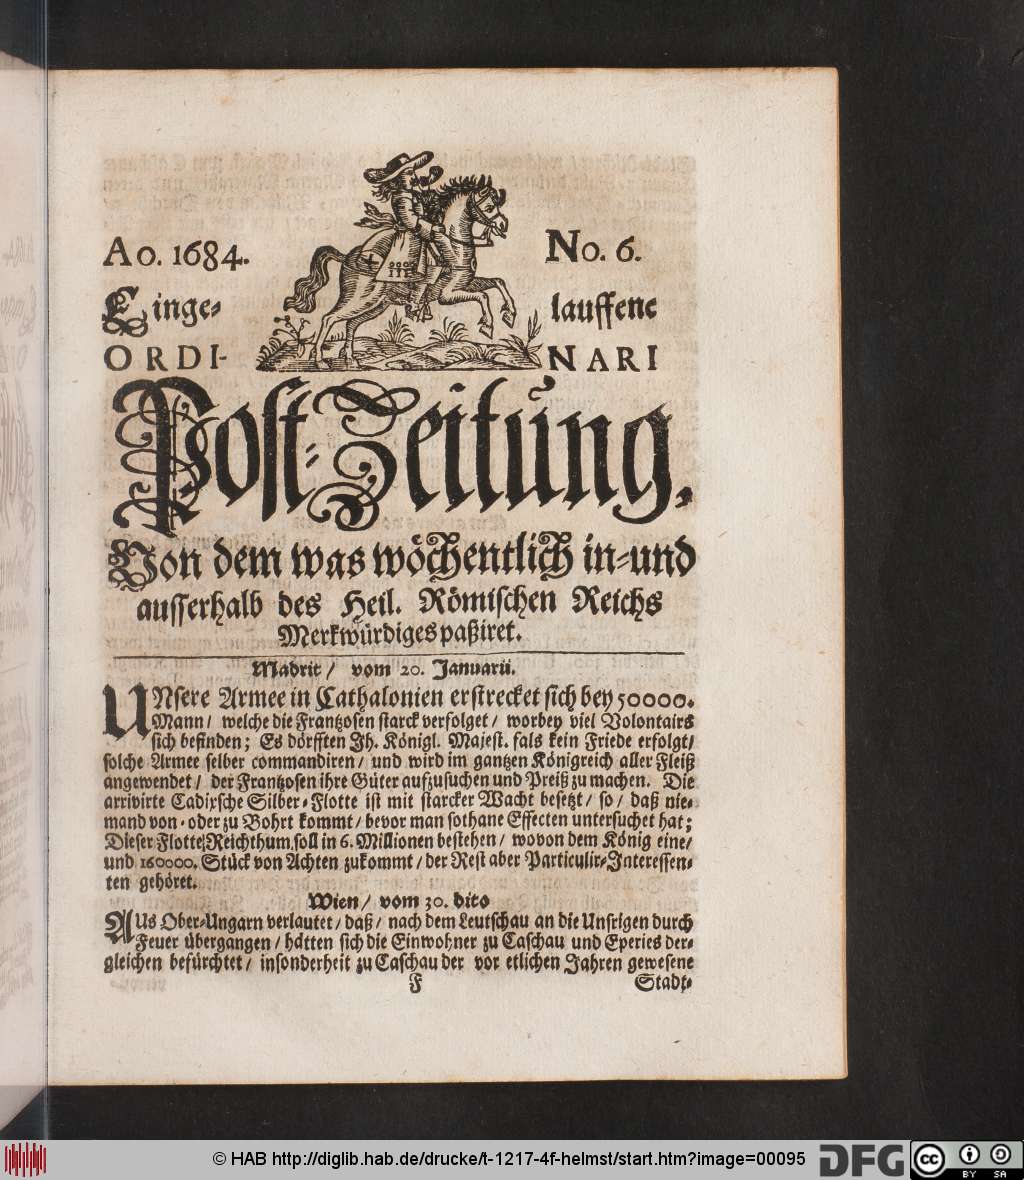 Ao. 1684. No. 6.
Einge= lauffene
ORDI- NARI
Post=Zeitung,
Von dem was wöchentlich in=und
ausserhalb des Heil. Römischen Reichs
Merkwürdiges paßiret.
Madrit / vom 20. Januarii.
UNsere Armee in Cathalonien erstrecket sich bey 50000.
Mann / welche die Frantzosen starck verfolget / worbey viel Volontairs
sich befinden; Es dörfften Jh. Königl. Majest. fals kein Friede erfolgt/
solche Armee selber commandiren / und wird im gantzen Königreich aller Fleiß
angewendet / der Frantzosen ihre Güter aufzusuchen und Preiß zu machen. Die
arrivirte Cadixsche Silber=Flotte ist mit starcker Wacht besetzt / so / daß nie=
mand von=oder zu Bohrt kommt / bevor man sothane Effecten untersuchet hat;
Dieser Flotte Reichthum soll in 6. Millionen bestehen / wovon dem König eine/
und 160000. Stück von Achten zukommt / der Rest aber Particulir=Interessen=
ten gehöret.
Wien / vom 30. dito
AUs Ober=Ungarn verlautet / daß / nach dem Leutschau an die Unsrigen durch
Feuer übergangen / hätten sich die Einwohner zu Caschau und Eperies der=
gleichen befürchtet / insonderheit zu Caschau der vor etlichen Jahren gewesene
F Stadt=
© HAB http://diglib.hab.de/drucke/t-1217-4f-helmst/start.htm?image=00095
DFG
cc BY SA